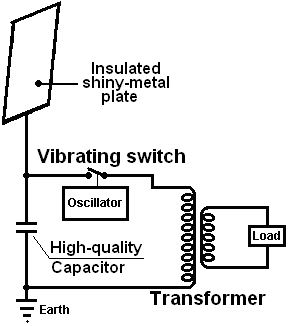 Insulated
shiny-metal
plate
Vibrating switch
Oscillator
High-quality
Capacitor
Load
Transformer
Earth